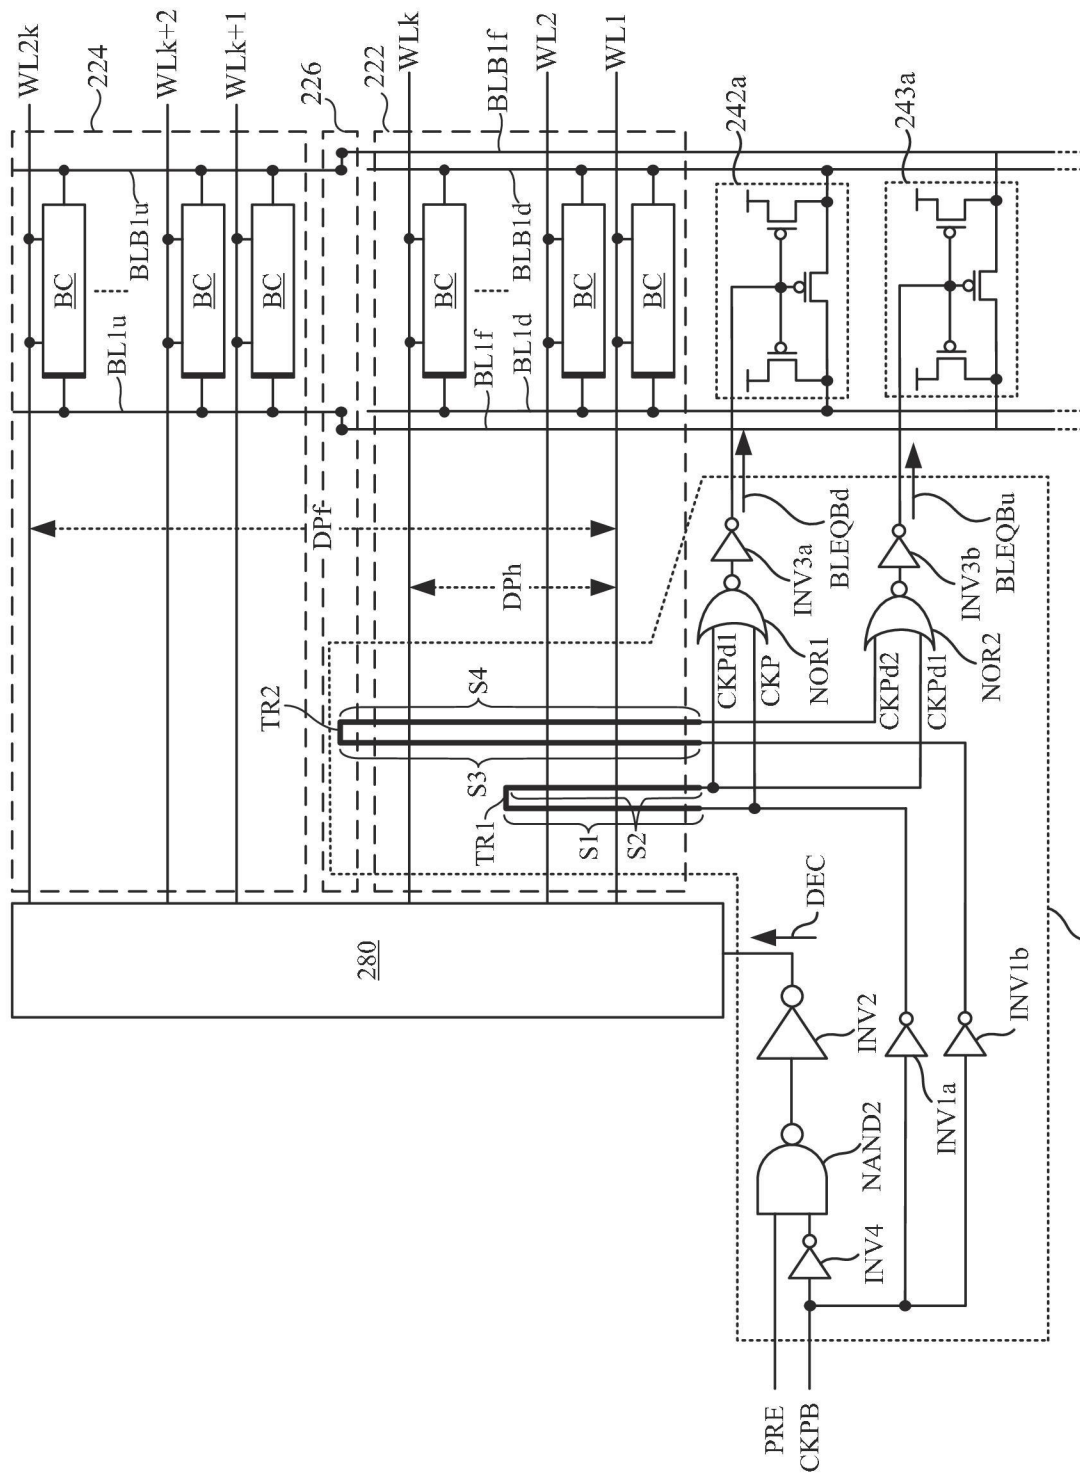 WL2k
224
WLk+2
WLk+1
226
222
WLk
BLB1f
WL2
WL1
242a
243a
BC
BLB1u
BC
BC
BC
BLB1d
BC
BC
BL1u
BL1f
BL1d
DPf
DPh
INV3a
BLEQBd
INV3b
BLEQBu
TR2
S4
S3
TR1
S1
S2
CKPd1
CKP
NOR1
CKPd2
CKPd1
NOR2
280
DEC
INV2
INV1a
INV1b
NAND2
INV4
PRE
CKPB